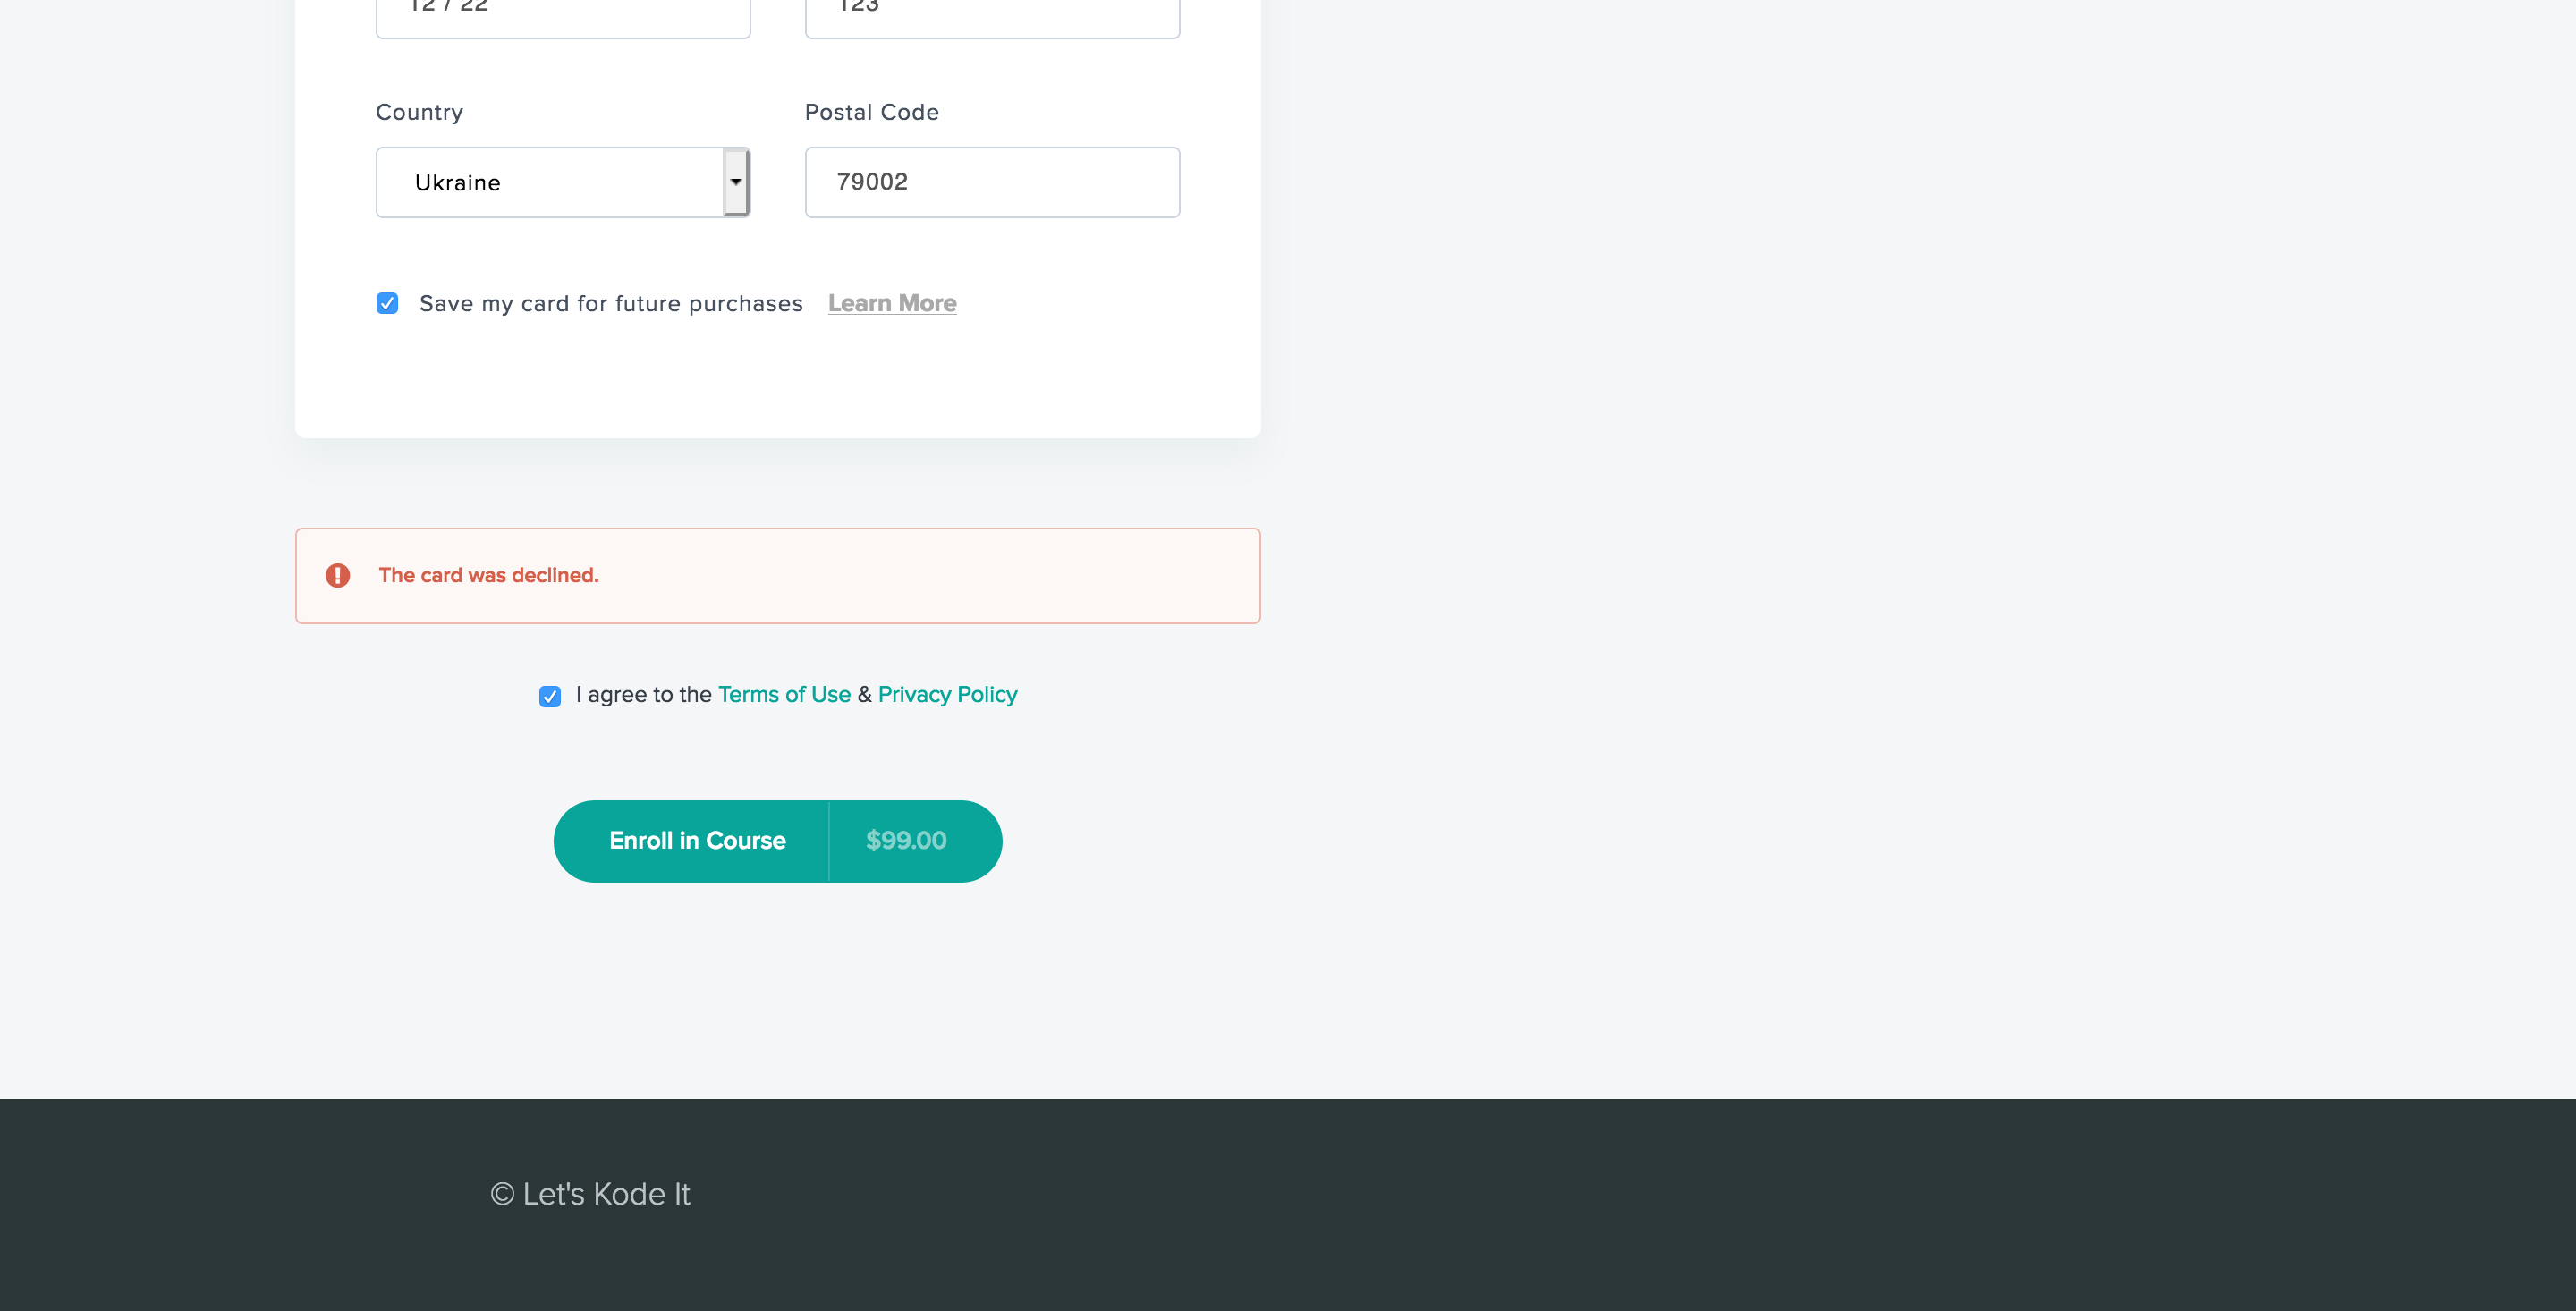 12 / 22
123
Country
Postal Code
Ukraine
79002
Save my card for future purchases Learn More
The card was declined.
I agree to the Terms of Use & Privacy Policy
Enroll in Course $99.00
© Let's Kode It